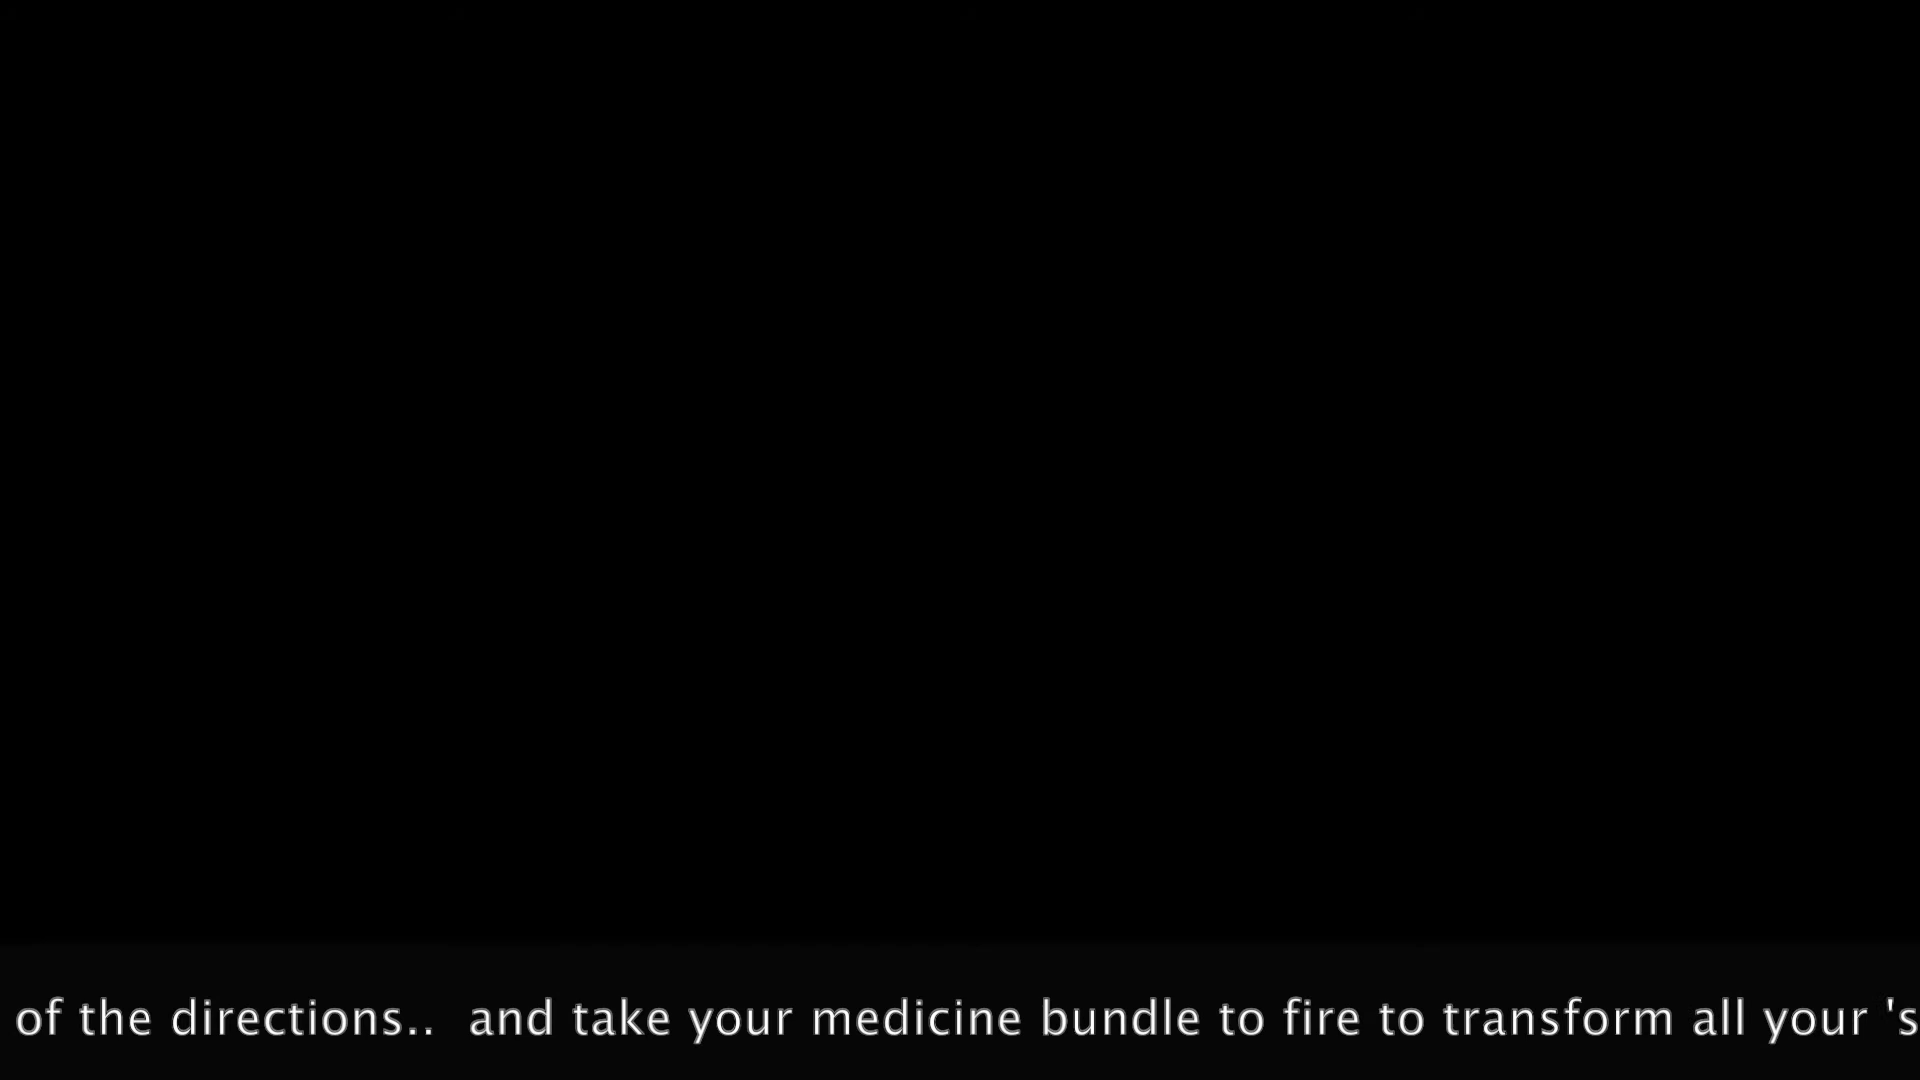 of the directions..  and take your medicine bundle to fire to transform all your 's